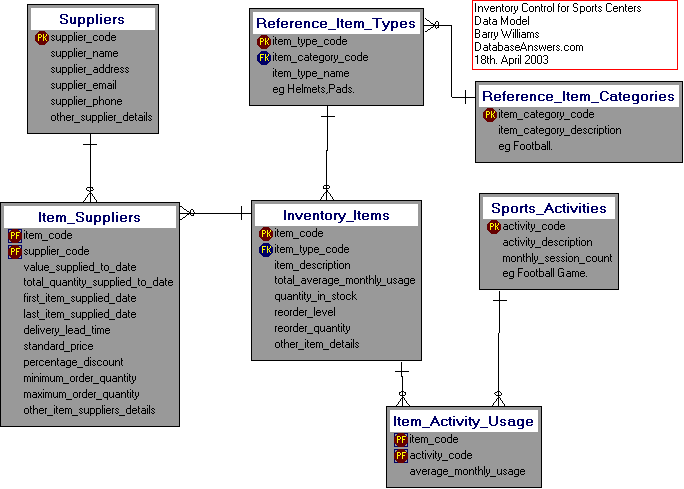 Suppliers
PK supplier_code
supplier_name
supplier_address
supplier_email
supplier_phone
other_supplier_details
Reference_Item_Types
PK item_type_code
FK item_category_code
item_type_name
eg Helmets,Pads.
Inventory Control for Sports Centers
Data Model
Barry Williams
DatabaseAnswers.com
18th. April 2003
Reference_Item_Categories
PK item_category_code
item_category_description
eg Football.
Item_Suppliers
PF item_code
PF supplier_code
value_supplied_to_date
total_quantity_supplied_to_date
first_item_supplied_date
last_item_supplied_date
delivery_lead_time
standard_price
percentage_discount
minimum_order_quantity
maximum_order_quantity
other_item_suppliers_details
Inventory_Items
PK item_code
FK item_type_code
item_description
total_average_monthly_usage
quantity_in_stock
reorder_level
reorder_quantity
other_item_details
Sports_Activities
PK activity_code
activity_description
monthly_session_count
eg Football Game.
Item_Activity_Usage
PF item_code
PF activity_code
average_monthly_usage